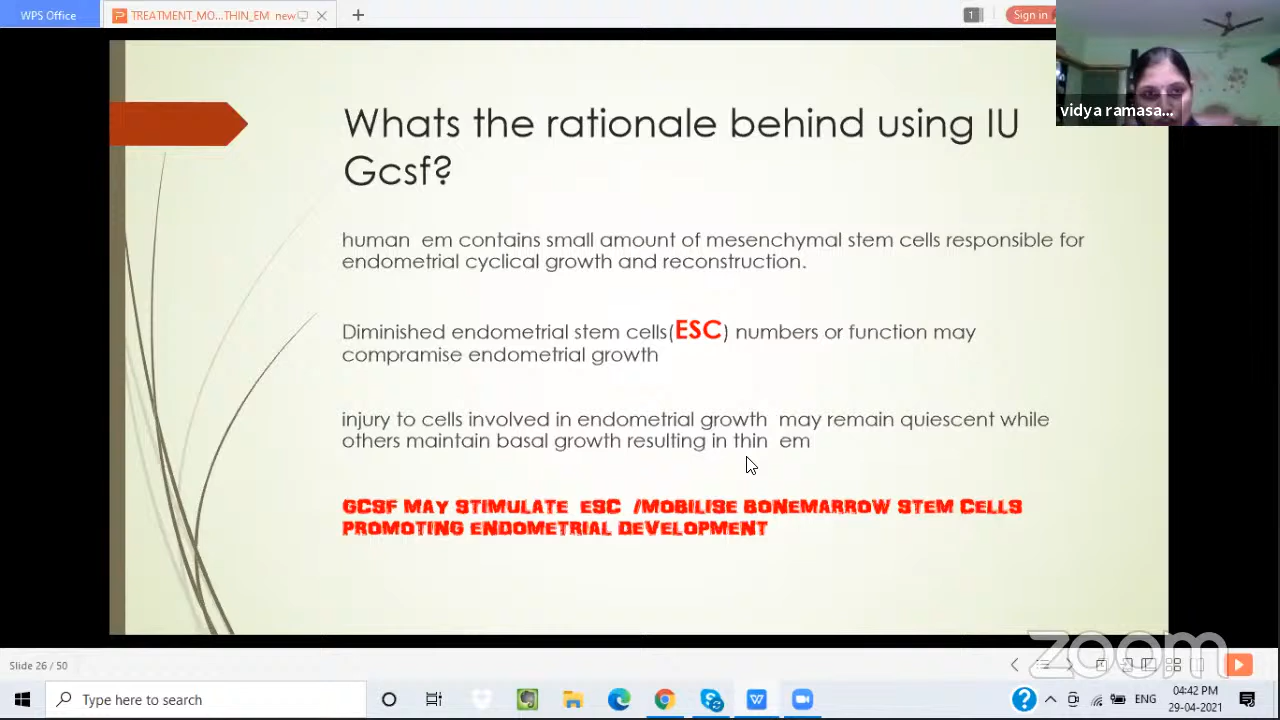 WPS Office
TREATMENT_MO...THIN_EM new
1
Sign in
vidya ramasa...
Whats the rationale behind using IU
Gcsf?
human em contains small amount of mesenchymal stem cells responsible for
endometrial cyclical growth and reconstruction.
Diminished endometrial stem cells(ESC) numbers or function may
compromise endometrial growth
injury to cells involved in endometrial growth may remain quiescent while
others maintain basal growth resulting in thin em
GCSF MAY STIMULATE ESC /MOBILISE BONEMARROW STEM CELLS
PROMOTING ENDOMETRIAL DEVELOPMENT
zoom
Slide 26 / 50
Type here to search
ENG
04:42 PM
29-04-2021